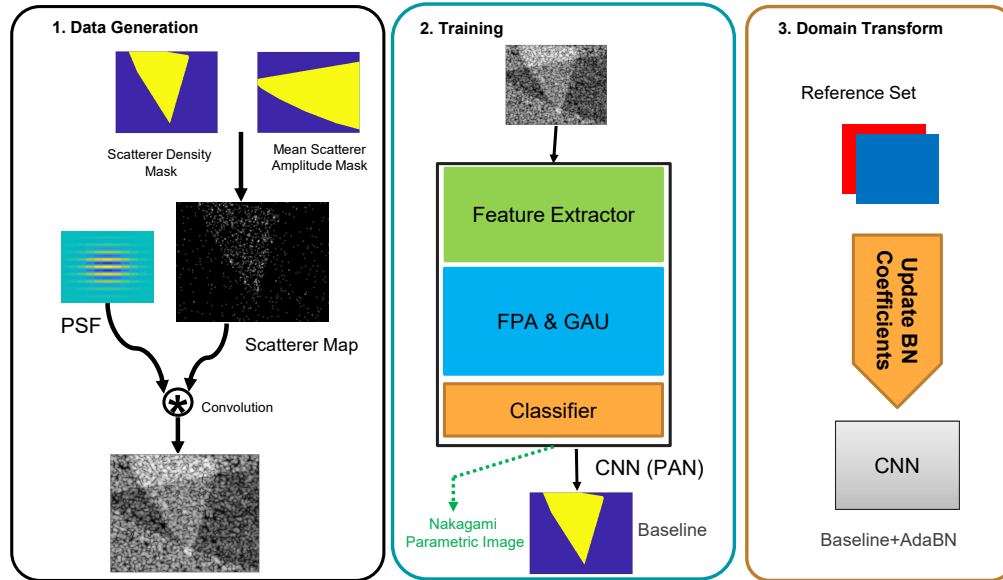 1. Data Generation
Scatterer Density
Mask
Mean Scatterer
Amplitude Mask
PSF
Scatterer Map
*
Convolution
2. Training
Feature Extractor
FPA & GAU
Classifier
CNN (PAN)
Nakagami
Parametric Image
Baseline
3. Domain Transform
Reference Set
Update BN
Coefficients
CNN
Baseline+AdaBN